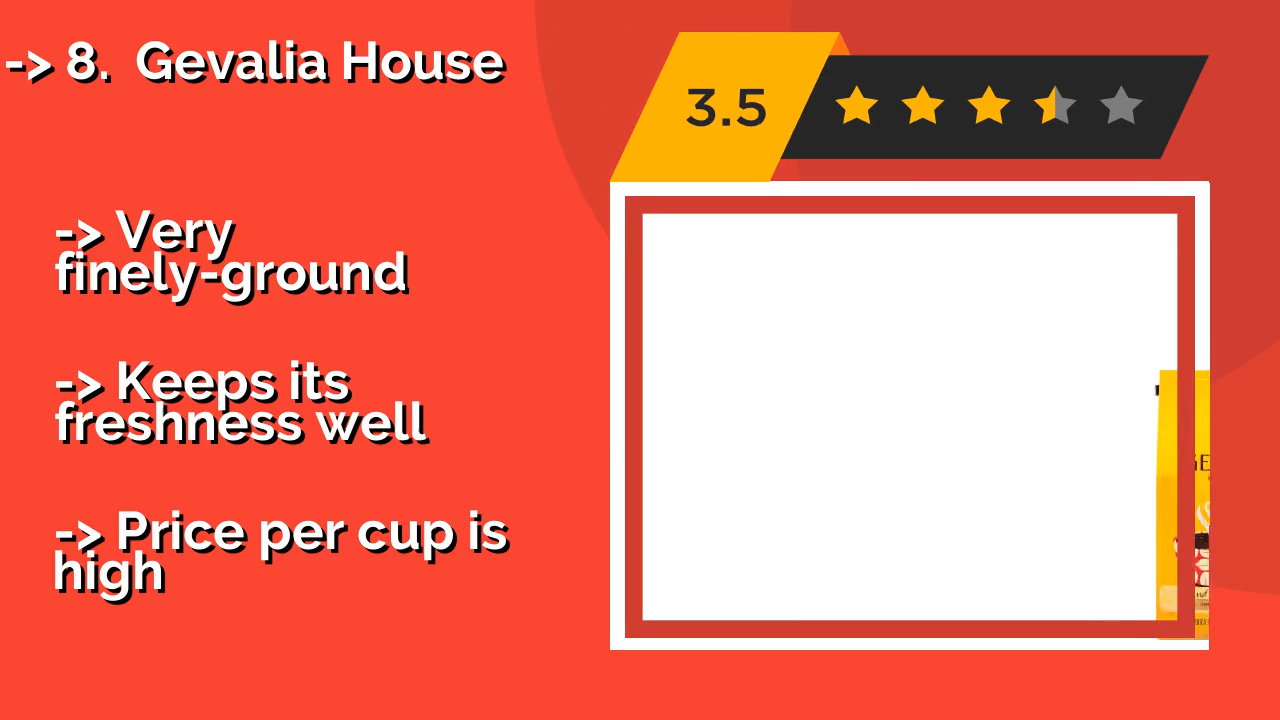 -> 8. Gevalia House
3.5
-> Very
finely-ground
-> Keeps its
freshness well
-> Price per cup is
high